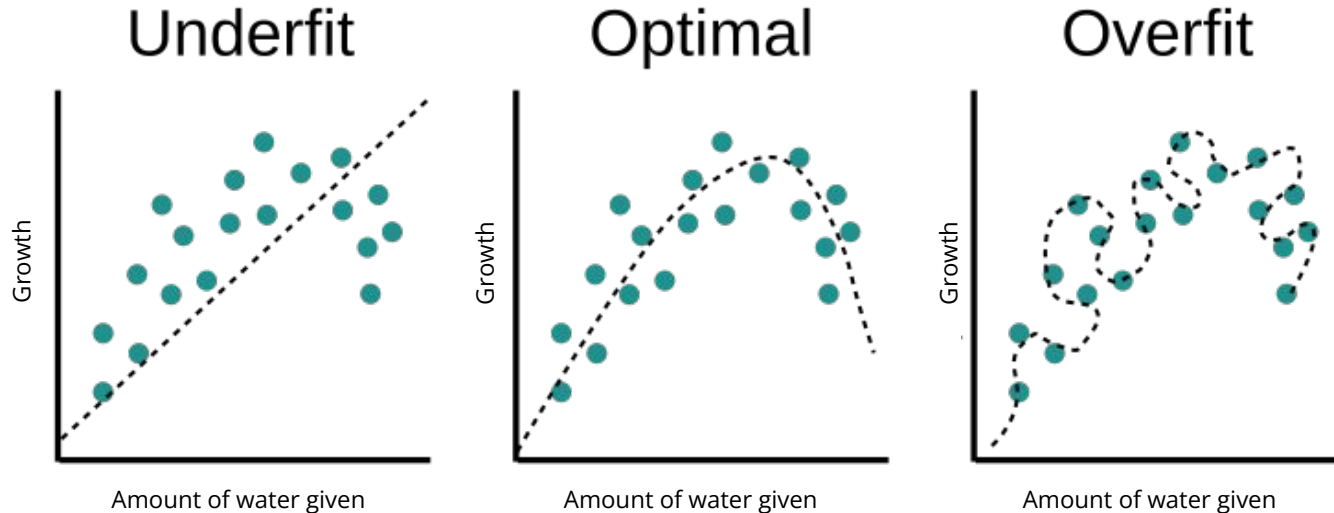 Underfit
Optimal
Overfit
Growth
Growth
Growth
Amount of water given
Amount of water given
Amount of water given